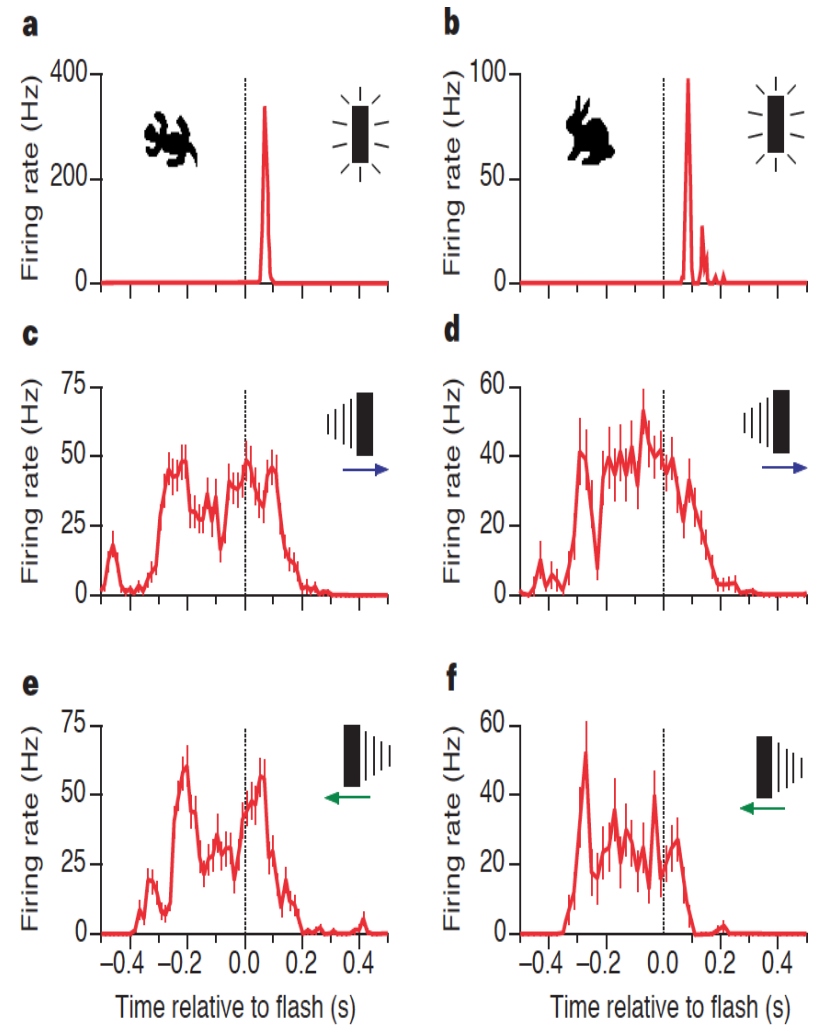 a
Firing rate (Hz)
400
200
0
b
Firing rate (Hz)
100
50
0
c
Firing rate (Hz)
75
50
25
0
d
Firing rate (Hz)
60
40
20
0
e
Firing rate (Hz)
75
50
25
0
–0.4 –0.2 0.0 0.2 0.4
Time relative to flash (s)
f
Firing rate (Hz)
60
40
20
0
–0.4 –0.2 0.0 0.2 0.4
Time relative to flash (s)